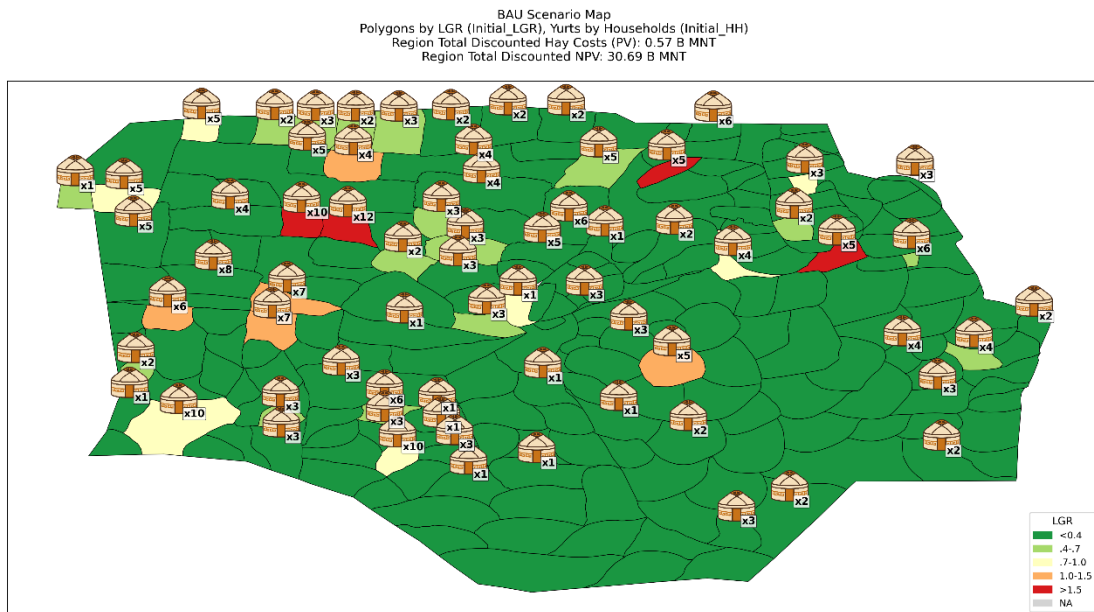 BAU Scenario Map
Polygons by LGR (Initial_LGR), Yurts by Households (Initial_HH)
Region Total Discounted Hay Costs (PV): 0.57 B MNT
Region Total Discounted NPV: 30.69 B MNT
x5 x2 x3 x2 x3 x2 x2 x2 x6
x5 x4 x4 x5 x5 x3 x3
x1 x5 x4
x5 x4 x10 x12 x3 x3 x6 x1 x2 x2 x5 x6
x8 x2 x3 x5 x4
x6 x7 x7 x1 x3 x1 x3 x3 x2
x2 x5 x4 x4
x1 x10 x3 x3 x6 x1 x1 x1 x3
x3 x3 x1 x3 x2
x10 x1 x1 x2
x3 x2
LGR
<0.4
.4-.7
.7-1.0
1.0-1.5
>1.5
NA